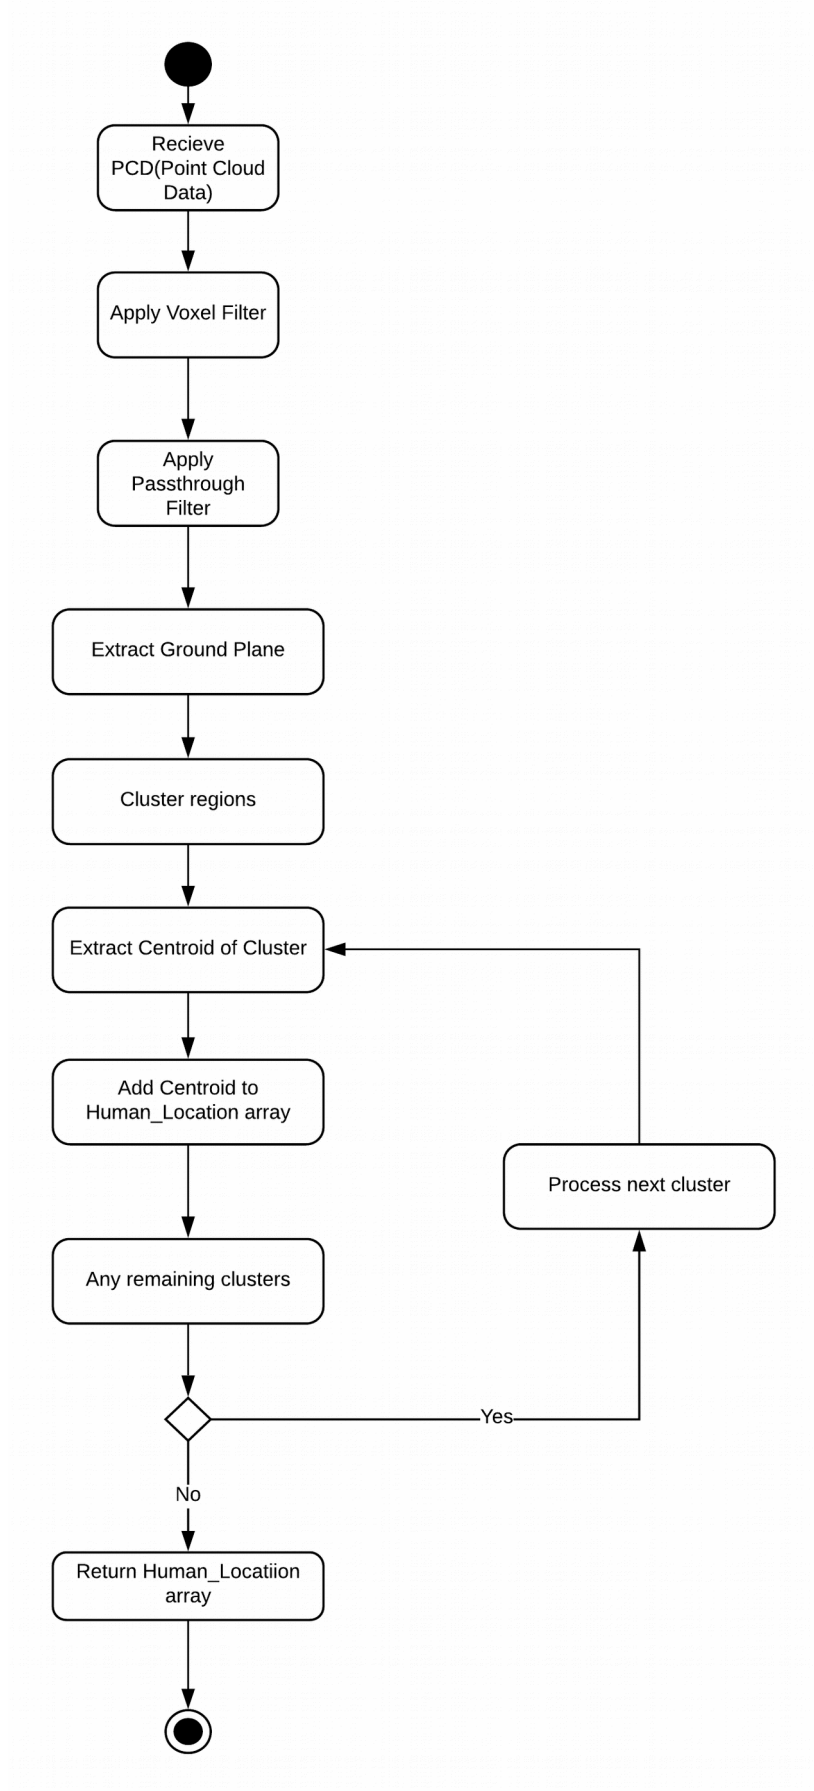 Recieve
PCD(Point Cloud
Data)
Apply Voxel Filter
Apply
Passthrough
Filter
Extract Ground Plane
Cluster regions
Extract Centroid of Cluster
Add Centroid to
Human_Location array
Process next cluster
Any remaining clusters
Yes
No
Return Human_Locatiion
array